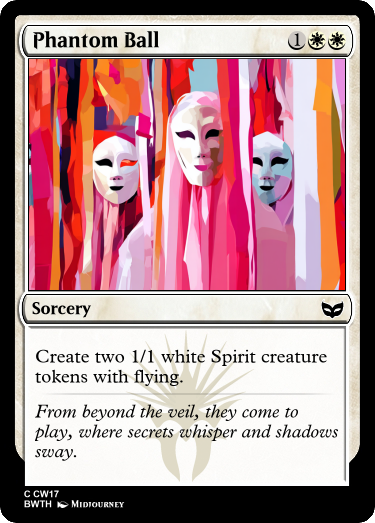 Phantom Ball 1
Sorcery
Create two 1/1 white Spirit creature
tokens with flying.
From beyond the veil, they come to
play, where secrets whisper and shadows
sway.
C CW17
BWTH Midjourney